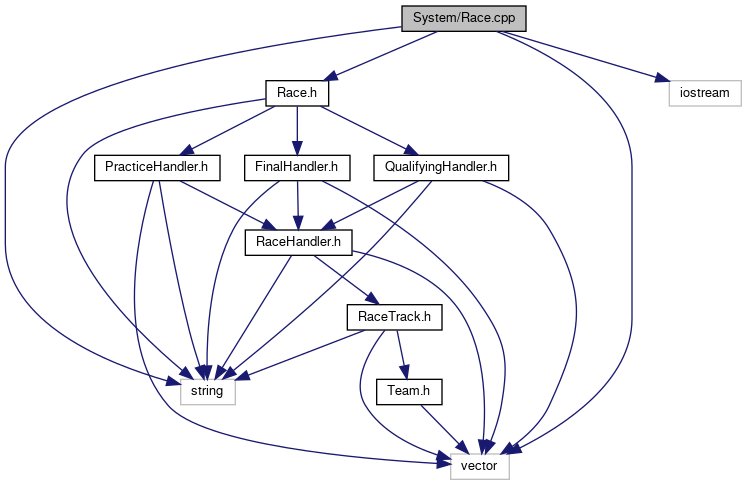 System/Race.cpp
Race.h
iostream
PracticeHandler.h
FinalHandler.h
QualifyingHandler.h
RaceHandler.h
RaceTrack.h
string
Team.h
vector